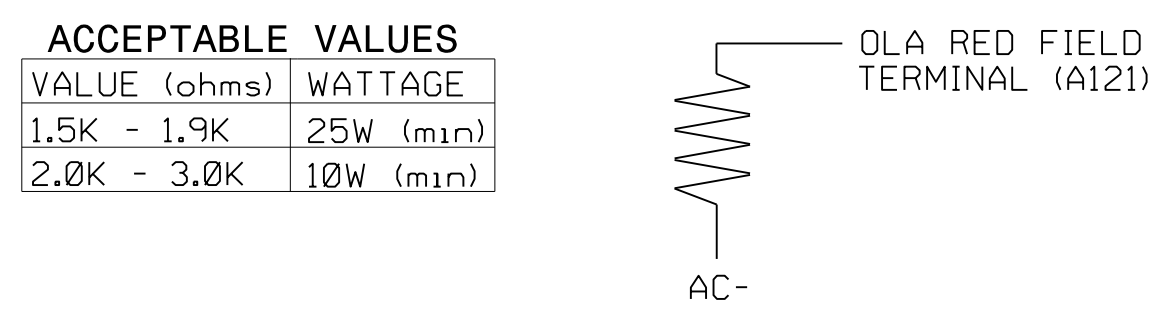 ACCEPTABLE VALUES
VALUE (ohms) WATTAGE
1.5K - 1.9K 25W (min)
2.0K - 3.0K 10W (min)
OLA RED FIELD
TERMINAL (A121)
AC-